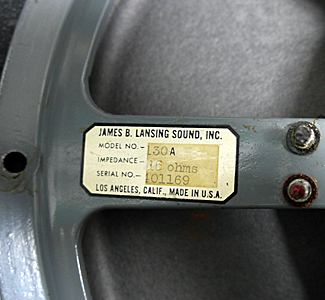 JAMES B. LANSING SOUND, INC.
MODEL NO.- 130A
IMPEDANCE- 16 ohms
SERIAL NO.- 101169
LOS ANGELES, CALIF., MADE IN U.S.A.